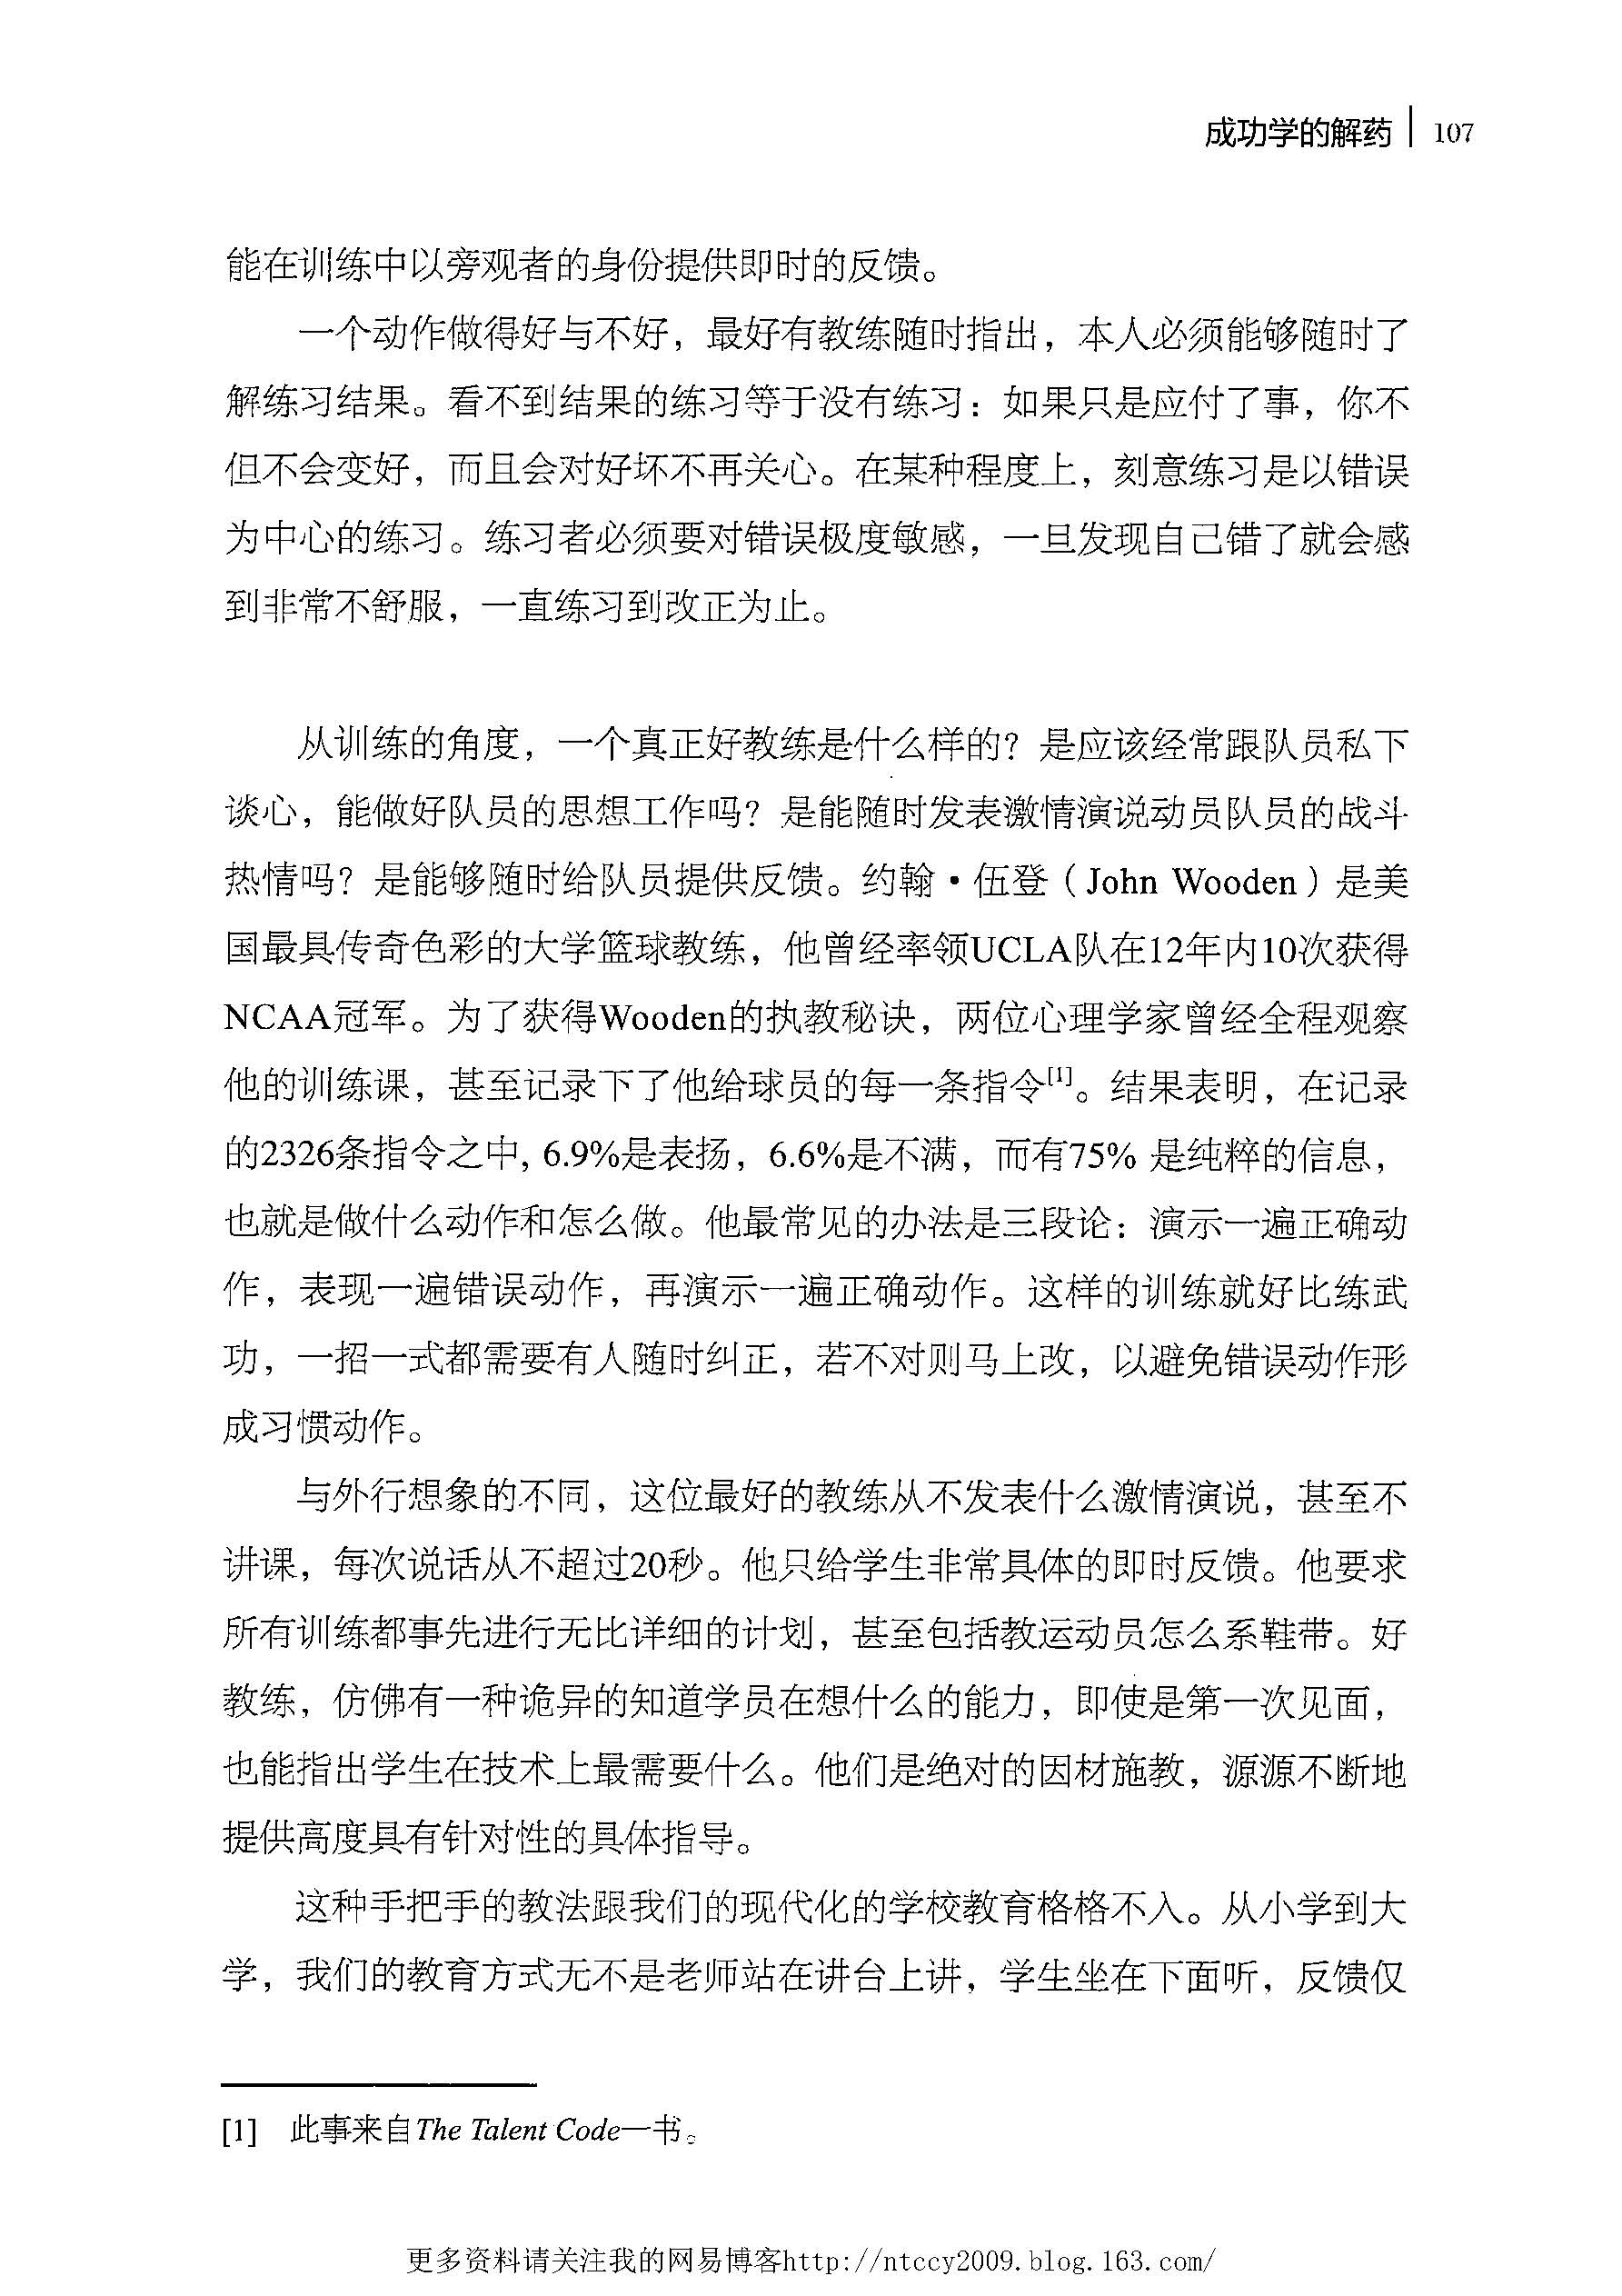 成功学的解药 107
能在训练中以旁观者的身份提供即时的反馈。
一个动作做得好与不好，最好有教练随时指出，本人必须能够随时了
解练习结果。看不到结果的练习等于没有练习：如果只是应付了事，你不
但不会变好，而且会对好坏不再关心。在某种程度上，刻意练习是以错误
为中心的练习。练习者必须要对错误极度敏感，一旦发现自己错了就会感
到非常不舒服，一直练习到改正为止。
从训练的角度，一个真正好教练是什么样的？是应该经常跟队员私下
谈心，能做好队员的思想工作吗？是能随时发表激情演说动员队员的战斗
热情吗？是能够随时给队员提供反馈。约翰·伍登（John Wooden）是美
国最具传奇色彩的大学篮球教练，他曾经率领UCLA队在12年内10次获得
NCAA冠军。为了获得Wooden的执教秘诀，两位心理学家曾经全程观察
他的训练课，甚至记录下了他给球员的每一条指令[1]。结果表明，在记录
的2326条指令之中, 6.9%是表扬，6.6%是不满，而有75% 是纯粹的信息，
也就是做什么动作和怎么做。他最常见的办法是三段论：演示一遍正确动
作，表现一遍错误动作，再演示一遍正确动作。这样的训练就好比练武
功，一招一式都需要有人随时纠正，若不对则马上改，以避免错误动作形
成习惯动作。
与外行想象的不同，这位最好的教练从不发表什么激情演说，甚至不
讲课，每次说话从不超过20秒。他只给学生非常具体的即时反馈。他要求
所有训练都事先进行无比详细的计划，甚至包括教运动员怎么系鞋带。好
教练，仿佛有一种诡异的知道学员在想什么的能力，即使是第一次见面，
也能指出学生在技术上最需要什么。他们是绝对的因材施教，源源不断地
提供高度具有针对性的具体指导。
这种手把手的教法跟我们的现代化的学校教育格格不入。从小学到大
学，我们的教育方式无不是老师站在讲台上讲，学生坐在下面听，反馈仅
[1] 此事来自The Talent Code一书。
更多资料请关注我的网易博客http://ntccy2009.blog.163.com/